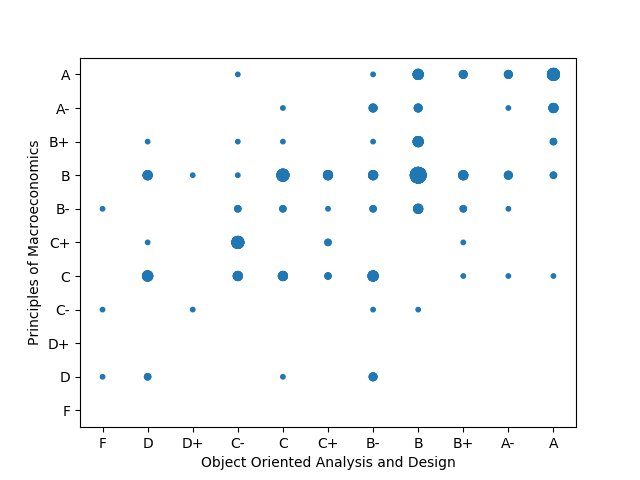 Principles of Macroeconomics
A
A-
B+
B
B-
C+
C
C-
D+
D
F
F D D+ C- C C+ B- B B+ A- A
Object Oriented Analysis and Design